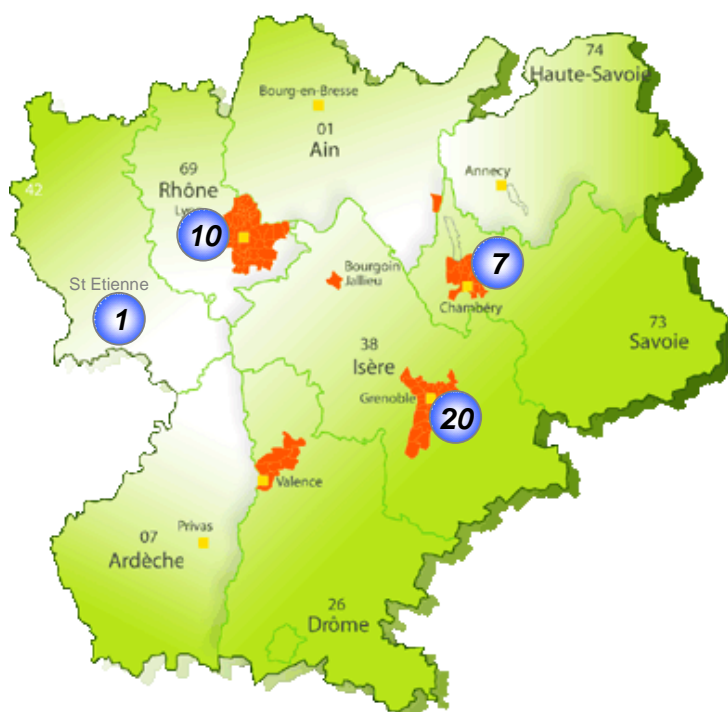 74
Haute-Savoie
Bourg-en-Bresse
01
Ain
69
Rhône
Annecy
42
Lyon
10
7
Bourgoin
Jallieu
St Etienne
1
Chambéry
73
Savoie
38
Isère
Grenoble
20
Valence
Privas
07
Ardèche
26
Drôme